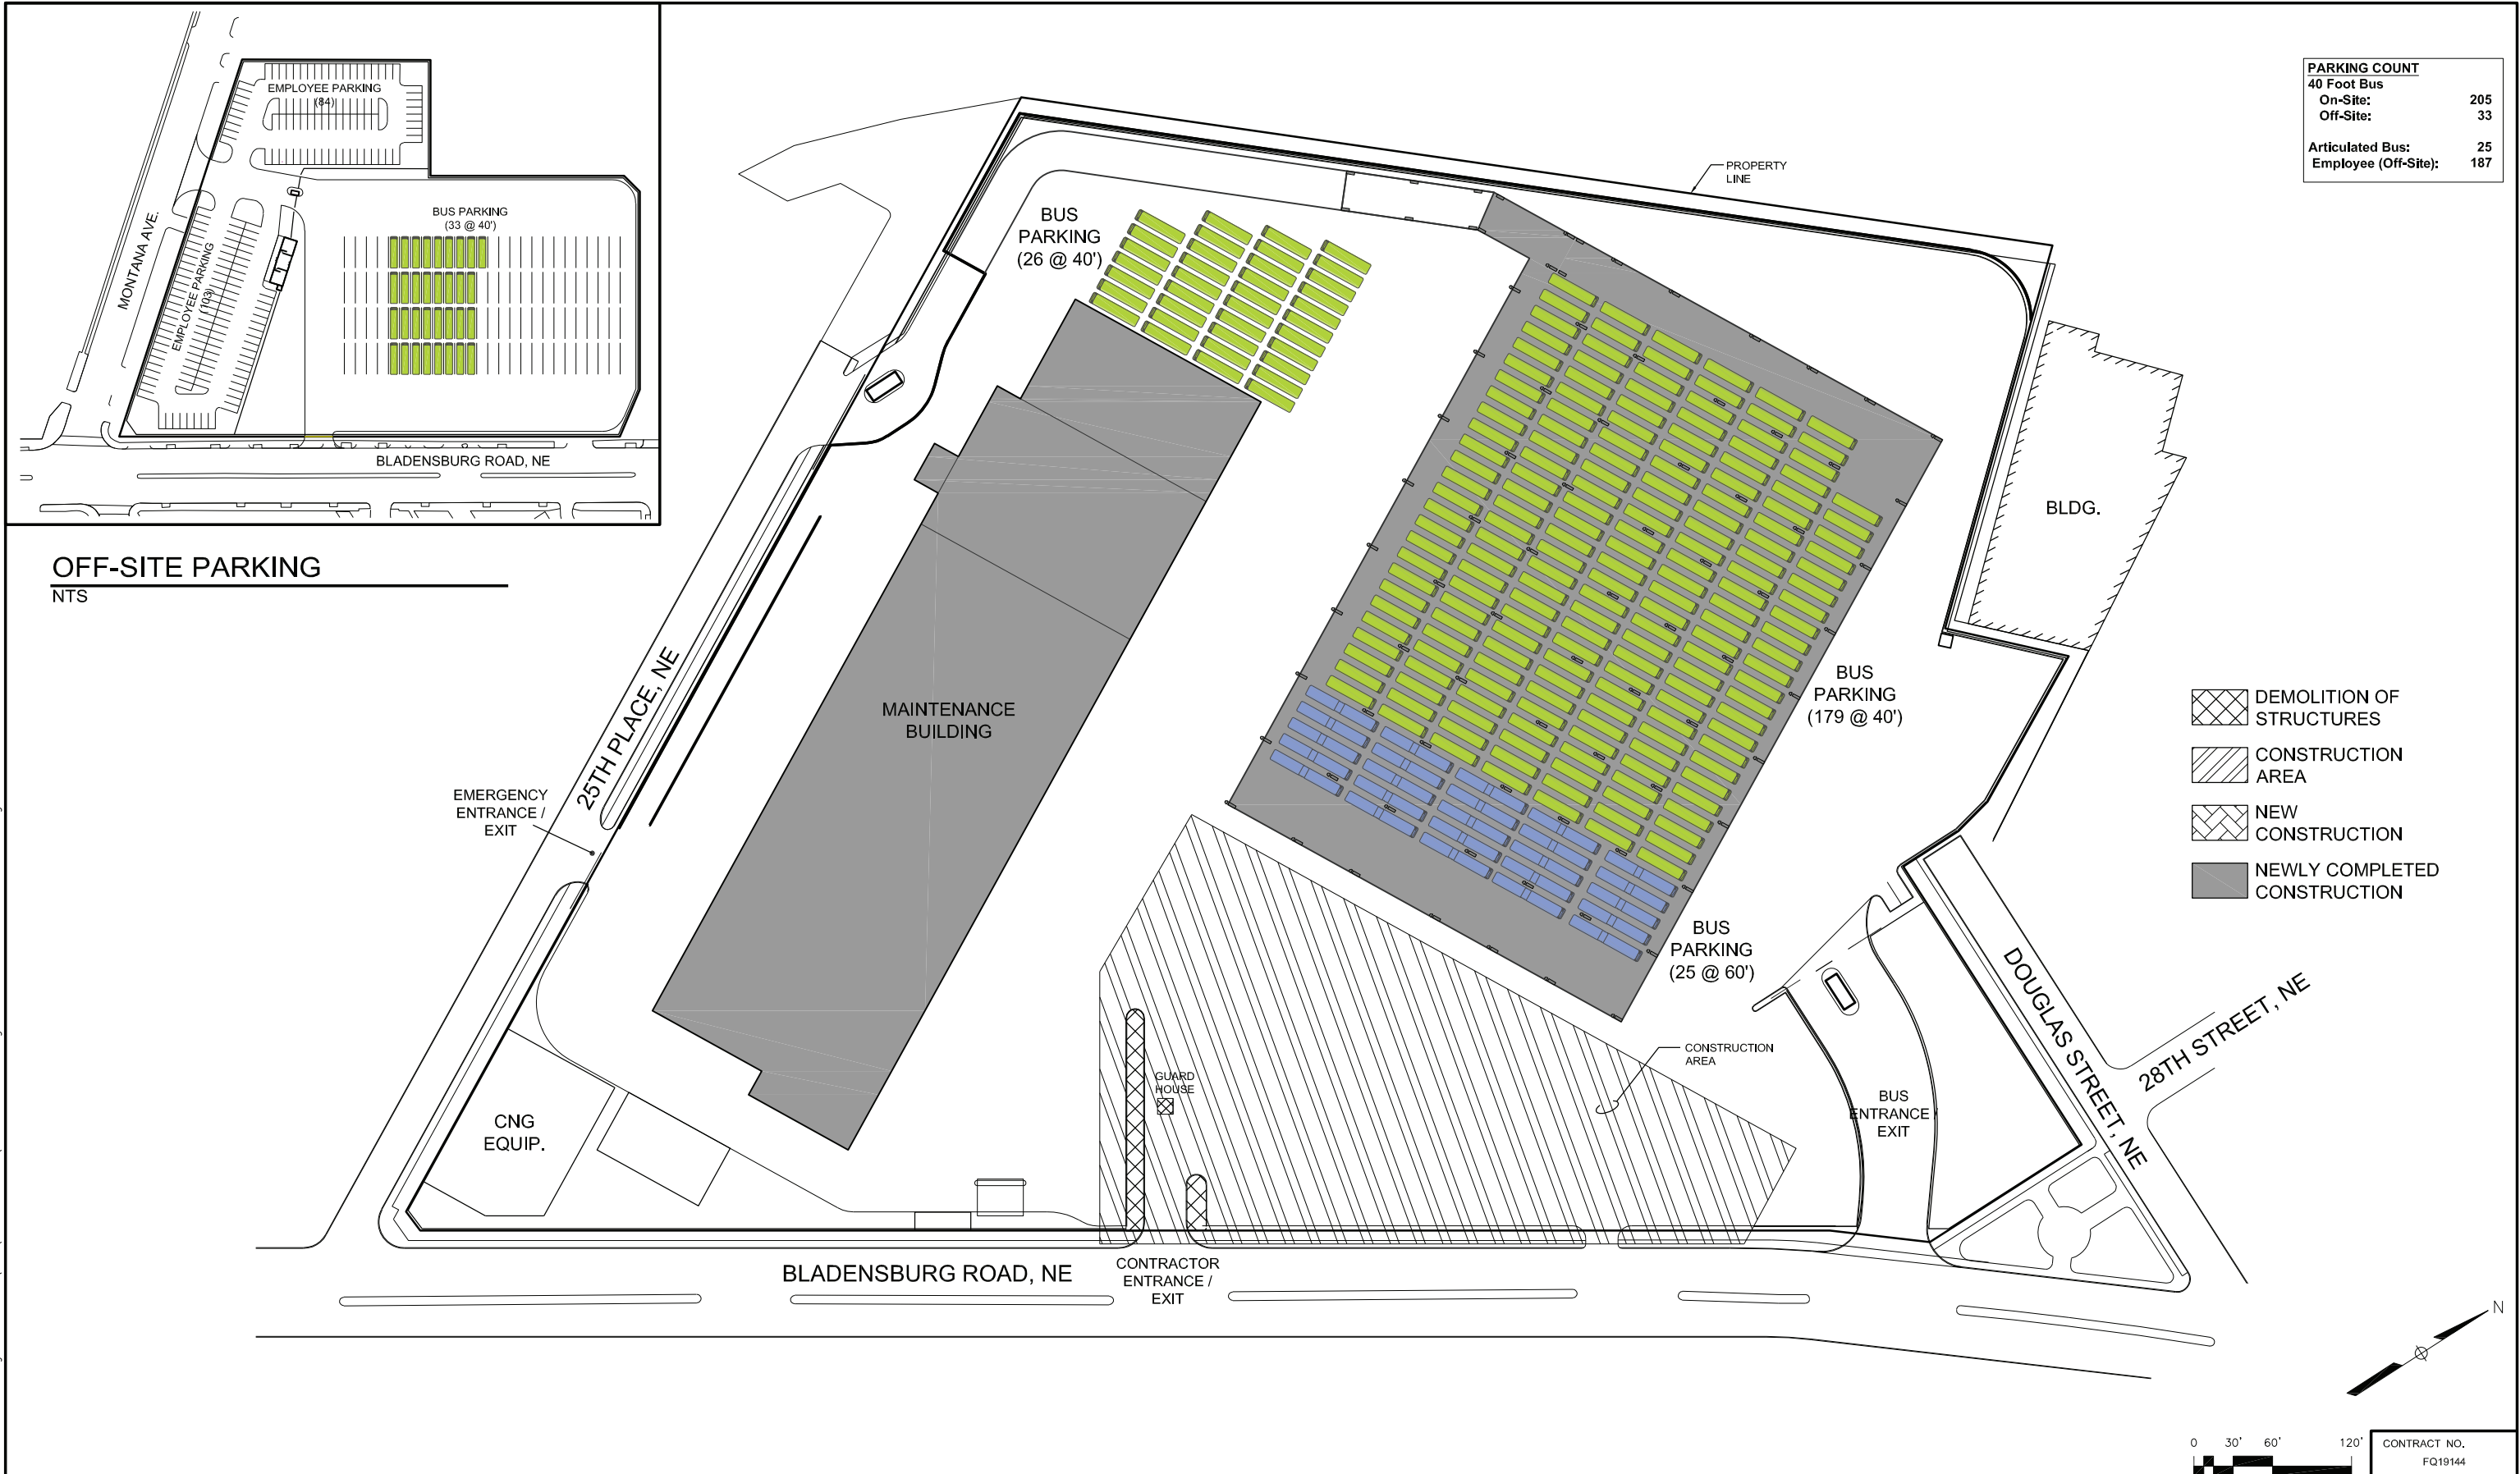 EMPLOYEE PARKING
(84)
BUS PARKING
(33 @ 40')
MONTANA AVE.
EMPLOYEE PARKING
(103)
BLADENSBURG ROAD, NE
OFF-SITE PARKING
NTS
PARKING COUNT
40 Foot Bus
On-Site: 205
Off-Site: 33
Articulated Bus: 25
Employee (Off-Site): 187
PROPERTY
LINE
BUS
PARKING
(26 @ 40')
BLDG.
25TH PLACE, NE
MAINTENANCE
BUILDING
BUS
PARKING
(179 @ 40')
EMERGENCY
ENTRANCE /
EXIT
DEMOLITION OF
STRUCTURES
CONSTRUCTION
AREA
NEW
CONSTRUCTION
NEWLY COMPLETED
CONSTRUCTION
BUS
PARKING
(25 @ 60')
DOUGLAS STREET, NE
28TH STREET, NE
CONSTRUCTION
AREA
GUARD
HOUSE
BUS
ENTRANCE /
EXIT
CNG
EQUIP.
BLADENSBURG ROAD, NE
CONTRACTOR
ENTRANCE /
EXIT
N
0 30' 60' 120'
CONTRACT NO.
FQ19144